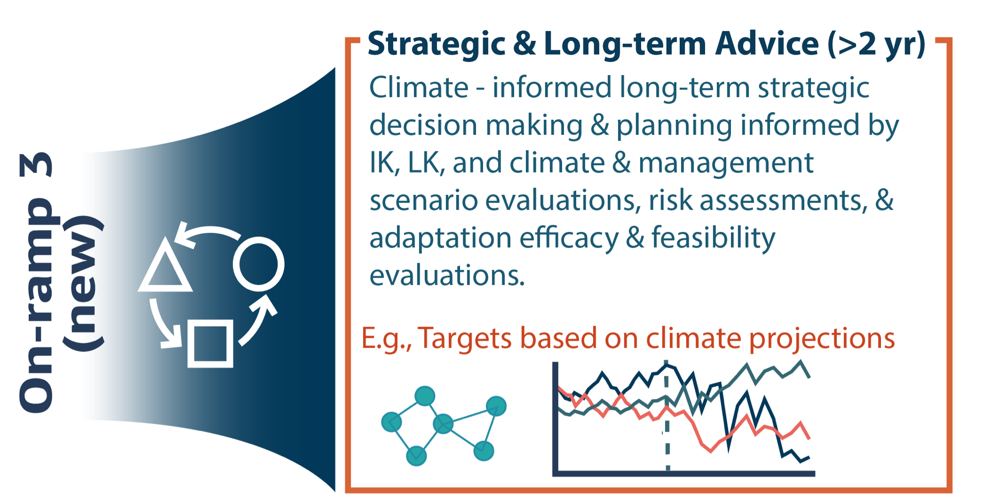 On-ramp 3
(new)
Strategic & Long-term Advice (>2 yr)
Climate - informed long-term strategic
decision making & planning informed by
IK, LK, and climate & management
scenario evaluations, risk assessments, &
adaptation efficacy & feasibility
evaluations.
E.g., Targets based on climate projections